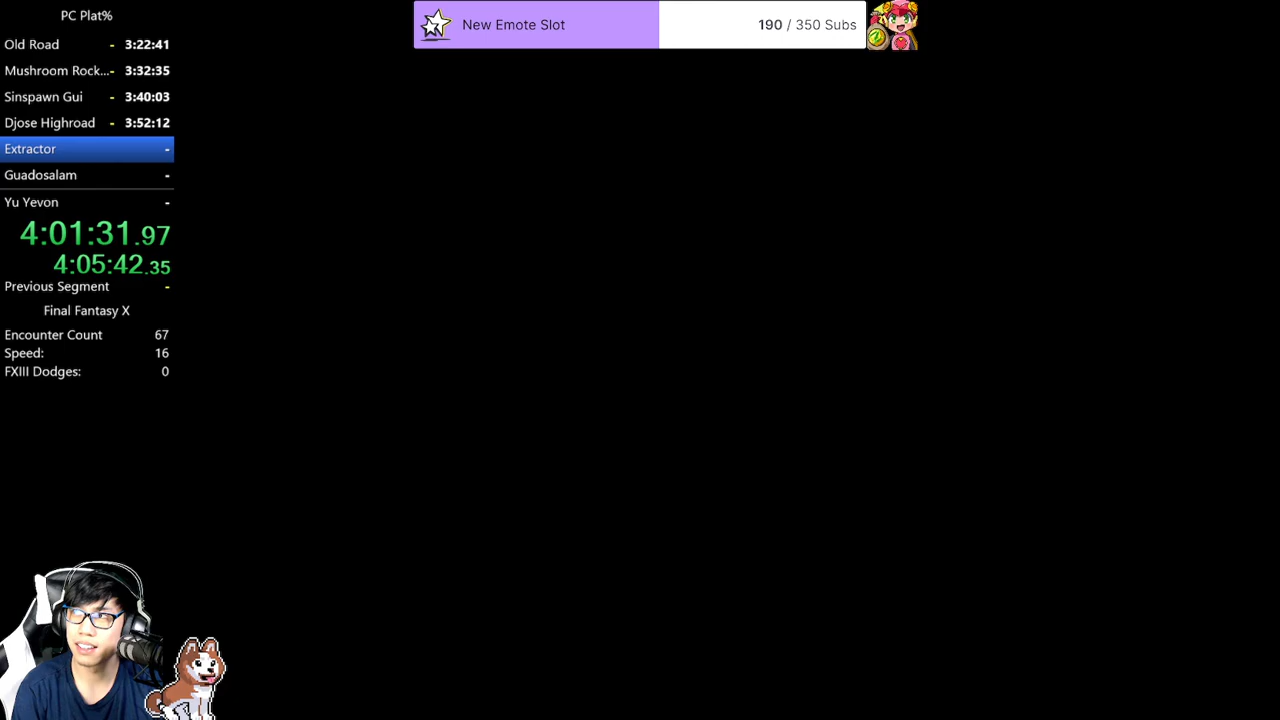 PC Plat%
Old Road - 3:22:41
Mushroom Rock... - 3:32:35
Sinspawn Gui - 3:40:03
Djose Highroad - 3:52:12
Extractor -
Guadosalam -
Yu Yevon -
4:01:31.97
4:05:42.35
Previous Segment -
Final Fantasy X
Encounter Count 67
Speed: 16
FXIII Dodges: 0
New Emote Slot 190 / 350 Subs